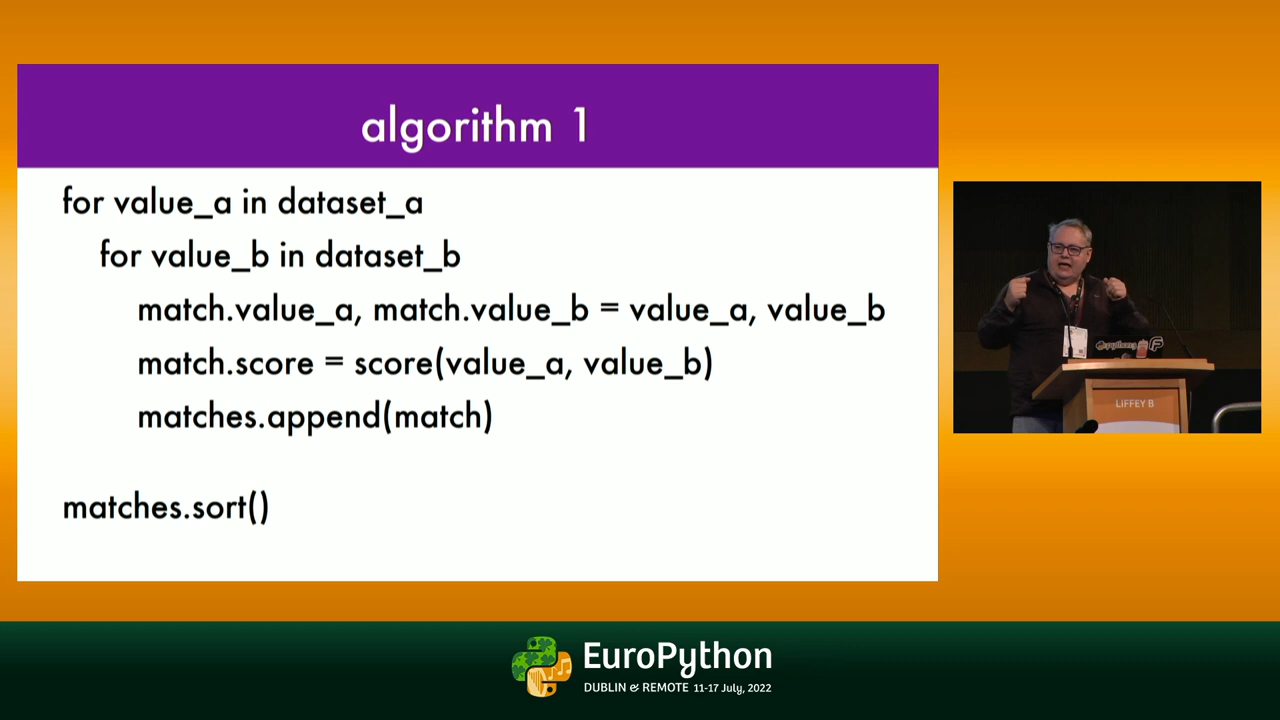 algorithm 1
for value_a in dataset_a
for value_b in dataset_b
match.value_a, match.value_b = value_a, value_b
match.score = score(value_a, value_b)
matches.append(match)
matches.sort()
LIFFEY B
EuroPython
DUBLIN & REMOTE 11-17 July, 2022